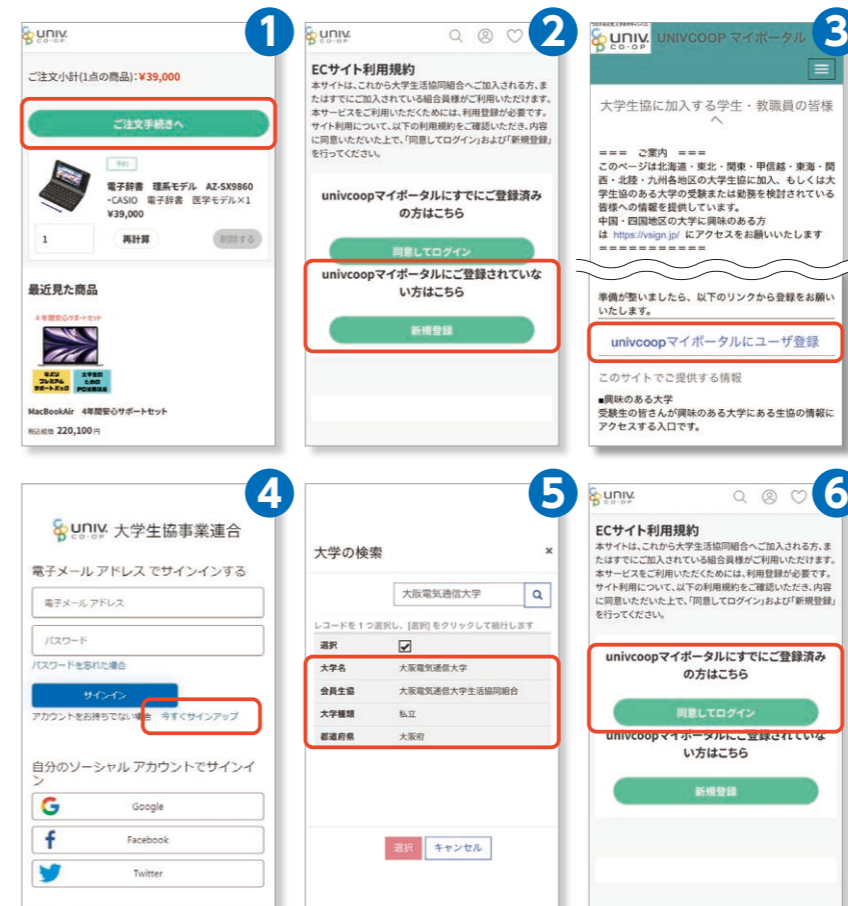 1
UNIV.
CO-OP
ご注文小計(1点の商品):¥39,000
ご注文手続きへ
予約
電子辞書 理系モデル AZ-SX9860
・CASIO 電子辞書 医学モデル×1
¥39,000
1
再計算
削除する
最近見た商品
4年間安心サポートセット
MacBookAir 4年間安心サポートセット
税込組価 220,100円
2
UNIV.
CO-OP
ECサイト利用規約
本サイトは、これから大学生活協同組合へご加入される方、ま
たはすでにご加入されている組合員様がご利用いただけます。
本サービスをご利用いただくためには、利用登録が必要です。
サイト利用について、以下の利用規約をご確認いただき、内容
に同意いただいた上で、「同意してログイン」および「新規登録」
を行ってください。
univcoopマイポータルにすでにご登録済み
の方はこちら
同意してログイン
univcoopマイポータルにご登録されていな
い方はこちら
新規登録
3
UNIV.
CO-OP
UNIVCOOP マイポータル
大学生協に加入する学生・教職員の皆様
へ
=== ご案内 ===
このページは北海道・東北・関東・甲信越・東海・関
西・北陸・九州各地区の大学生協に加入、もしくは大
学生協のある大学の受験または勤務を検討されている
皆様への情報を提供しています。
中国・四国地区の大学に興味のある方
は https://vsign.jp/ にアクセスをお願いいたします
===========
準備が整いましたら、以下のリンクから登録をお願い
いたします。
univcoopマイポータルにユーザ登録
このサイトでご提供する情報
■興味のある大学
受験生の皆さんが興味のある大学にある生協の情報に
アクセスする入口です。
4
UNIV.
CO-OP
大学生協事業連合
電子メール アドレス でサインインする
電子メール アドレス
パスワード
パスワードを忘れた場合
サインイン
アカウントをお持ちでない場合 今すぐサインアップ
自分のソーシャル アカウントでサインイ
ン
Google
Facebook
Twitter
5
大学の検索
×
大阪電気通信大学
レコードを 1 つ選択し、[選択] をクリックして続行します
選択
大学名 大阪電気通信大学
会員生協 大阪電気通信大学生活協同組合
大学種類 私立
都道府県 大阪府
選択 キャンセル
6
UNIV.
CO-OP
ECサイト利用規約
本サイトは、これから大学生活協同組合へご加入される方、ま
たはすでにご加入されている組合員様がご利用いただけます。
本サービスをご利用いただくためには、利用登録が必要です。
サイト利用について、以下の利用規約をご確認いただき、内容
に同意いただいた上で、「同意してログイン」および「新規登録」
を行ってください。
univcoopマイポータルにすでにご登録済み
の方はこちら
同意してログイン
univcoopマイポータルにご登録されていな
い方はこちら
新規登録